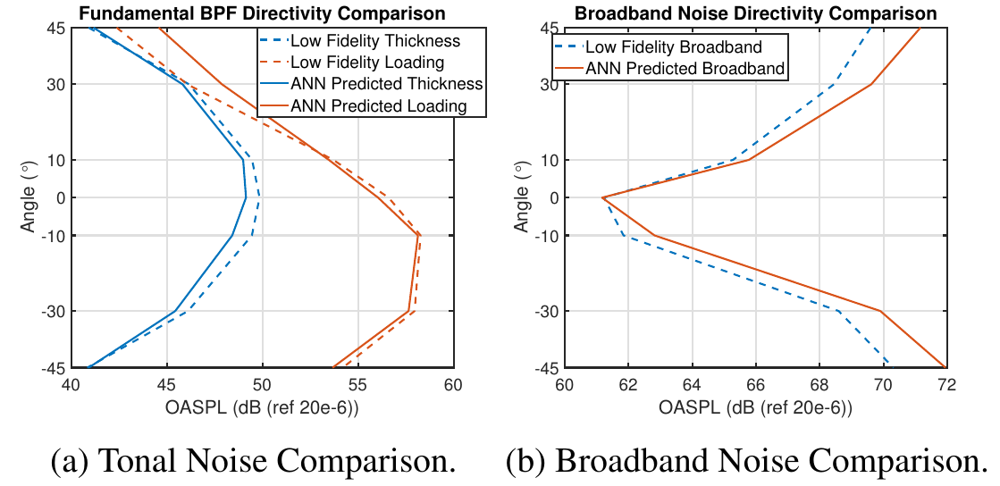 Fundamental BPF Directivity Comparison
45
30
10
0
-10
-30
-45
Angle (°)
Low Fidelity Thickness
Low Fidelity Loading
ANN Predicted Thickness
ANN Predicted Loading
40 45 50 55 60
OASPL (dB (ref 20e-6))
(a) Tonal Noise Comparison.
Broadband Noise Directivity Comparison
45
30
10
0
-10
-30
-45
Angle (°)
Low Fidelity Broadband
ANN Predicted Broadband
60 62 64 66 68 70 72
OASPL (dB (ref 20e-6))
(b) Broadband Noise Comparison.